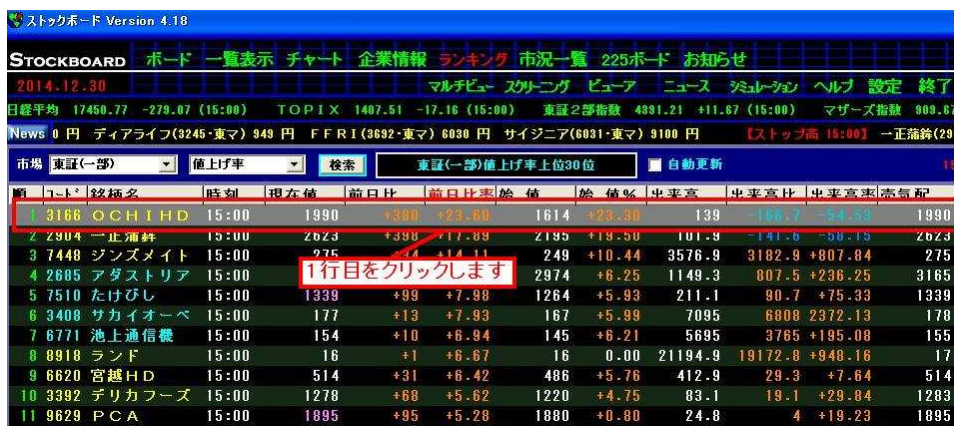 ストックボード Version 4.18
STOCKBOARD ボード 一覧表示 チャート 企業情報 ランキング 市況一覧 225ボード お知らせ
2014.12.30 マルチビュー スクリーニング ビューア ニュース シミュレーション ヘルプ 設定 終了
日経平均 17450.77 -279.07 (15:00) TOPIX 1407.51 -17.16 (15:00) 東証2部指数 4391.21 +11.67 (15:00) マザーズ指数 909.6
News 0 円 ディアライフ(3245・東マ) 949 円 FFRI(3692・東マ) 6030 円 サイジニア(6031・東マ) 9100 円 【ストップ高 15:00】 一正蒲鉾(29
市場 東証(一部) 値上げ率 検索 東証(一部)値上げ率上位30位 自動更新
順 コード 銘柄名 時刻 現在値 前日比 前日比率 始 値 始 値% 出来高 出来高比 出来高率 売気配
1 3166 OCHIHD 15:00 1990 +380 +23.60 1614 +23.30 139 -166.7 -54.53 1990
2 2904 一正蒲鉾 15:00 2623 +398 +17.89 2195 +19.50 101.9 -141.6 -58.15 2623
3 7448 ジンズメイト 15:00 275 +14.11 249 +10.44 3576.9 3182.9 +807.84 275
1行目をクリックします
4 2685 アダストリア 15:00 2974 +6.25 1149.3 807.5 +236.25 3165
5 7510 たけびし 15:00 1339 +99 +7.98 1264 +5.93 211.1 90.7 +75.33 1339
6 3408 サカイオーベ 15:00 177 +13 +7.93 167 +5.99 7095 6808 2372.13 178
7 6771 池上通信機 15:00 154 +10 +6.94 145 +6.21 5695 3765 +195.08 155
8 8918 ランド 15:00 16 +1 +6.67 16 0.00 21194.9 19172.8 +948.16 17
9 6620 宮越HD 15:00 514 +31 +6.42 486 +5.76 412.9 29.3 +7.64 514
10 3392 デリカフーズ 15:00 1278 +68 +5.62 1220 +4.75 83.1 19.1 +29.84 1283
11 9629 PCA 15:00 1895 +95 +5.28 1880 +0.80 24.8 4 +19.23 1895